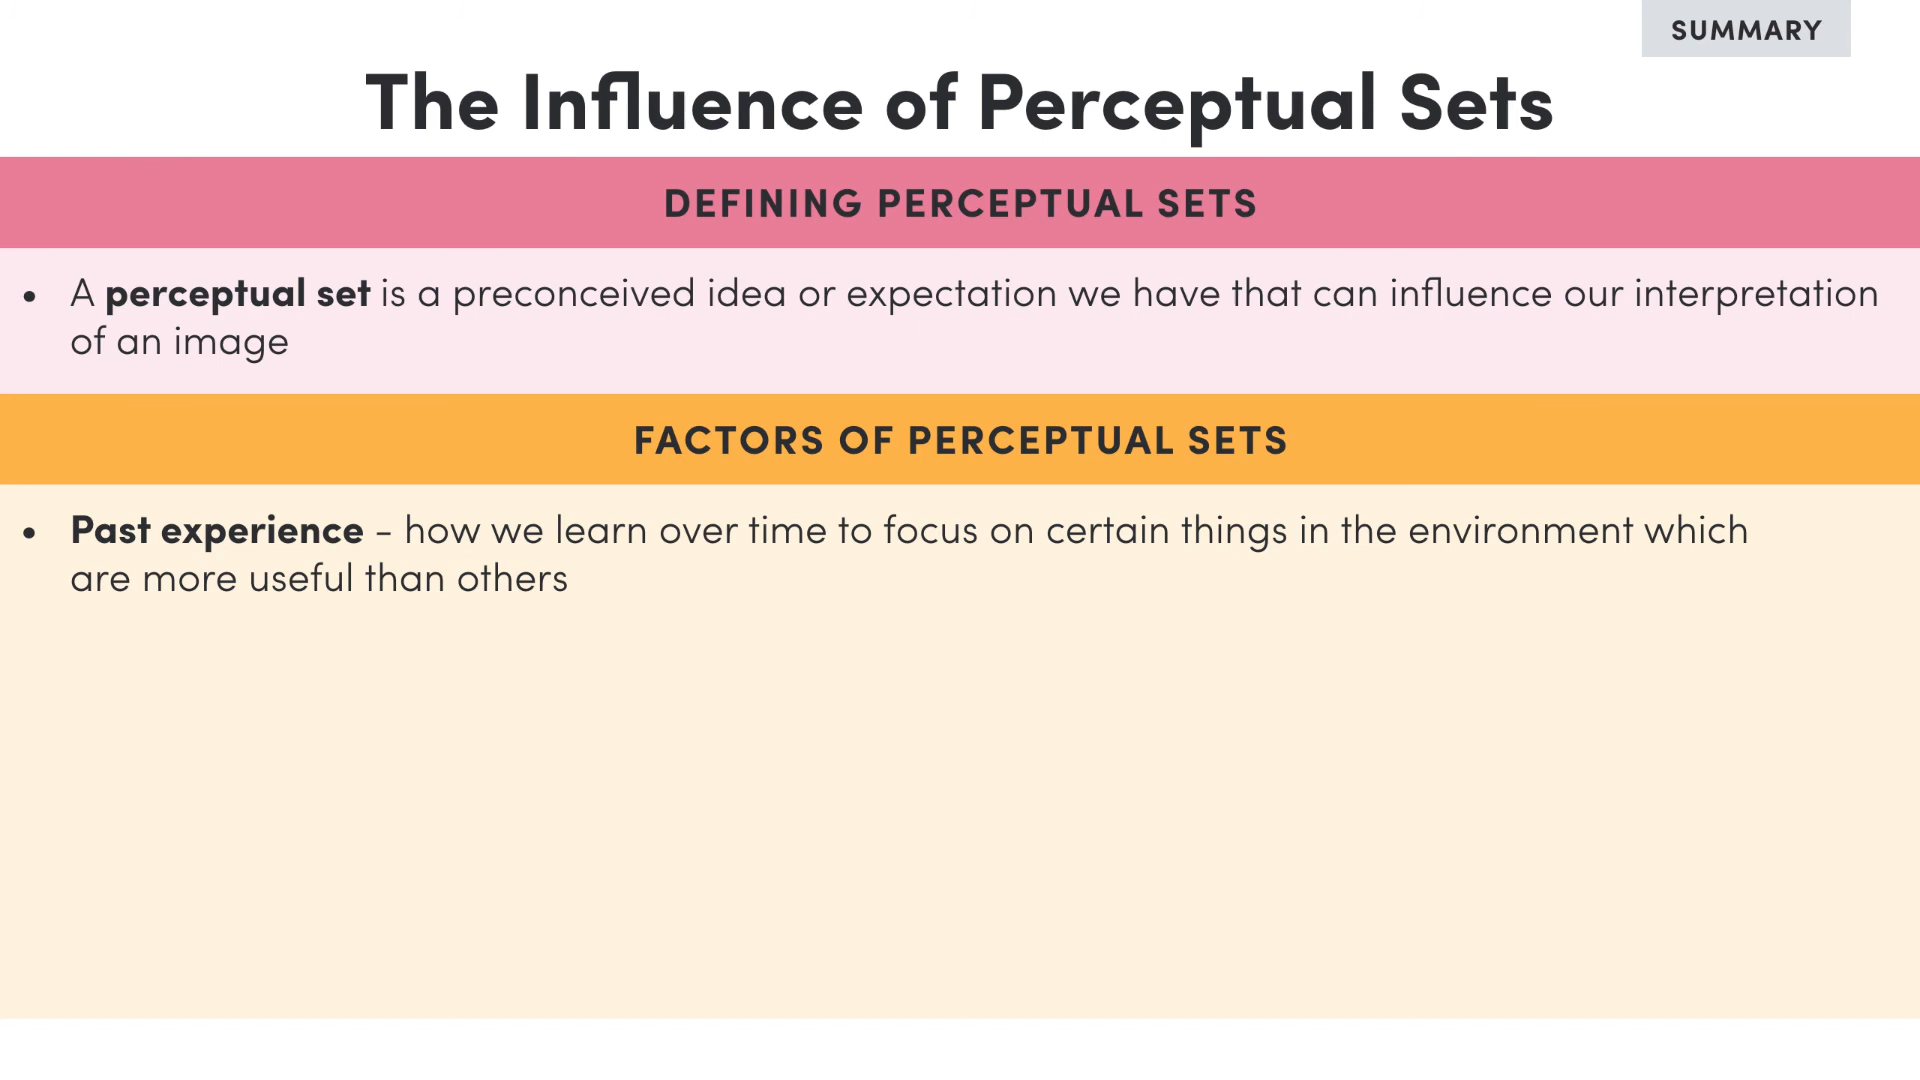 SUMMARY
The Influence of Perceptual Sets
DEFINING PERCEPTUAL SETS
• A perceptual set is a preconceived idea or expectation we have that can influence our interpretation
of an image
FACTORS OF PERCEPTUAL SETS
• Past experience – how we learn over time to focus on certain things in the environment which
are more useful than others